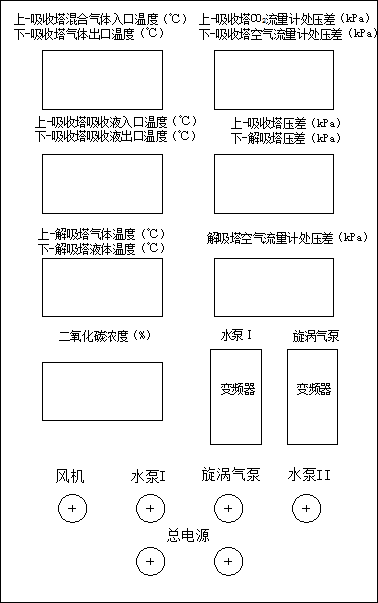 上-吸收塔混合气体入口温度（℃）
下-吸收塔气体出口温度（℃）
上-吸收塔CO₂流量计处压差（kPa）
下-吸收塔空气流量计处压差（kPa）
上-吸收塔吸收液入口温度（℃）
下-吸收塔吸收液出口温度（℃）
上-吸收塔压差（kPa）
下-解吸塔压差（kPa）
上-解吸塔气体温度（℃）
下-解吸塔液体温度（℃）
解吸塔空气流量计处压差（kPa）
二氧化碳浓度（%）
水泵 I
旋涡气泵
变频器
变频器
风机
水泵I
旋涡气泵
水泵II
总电源